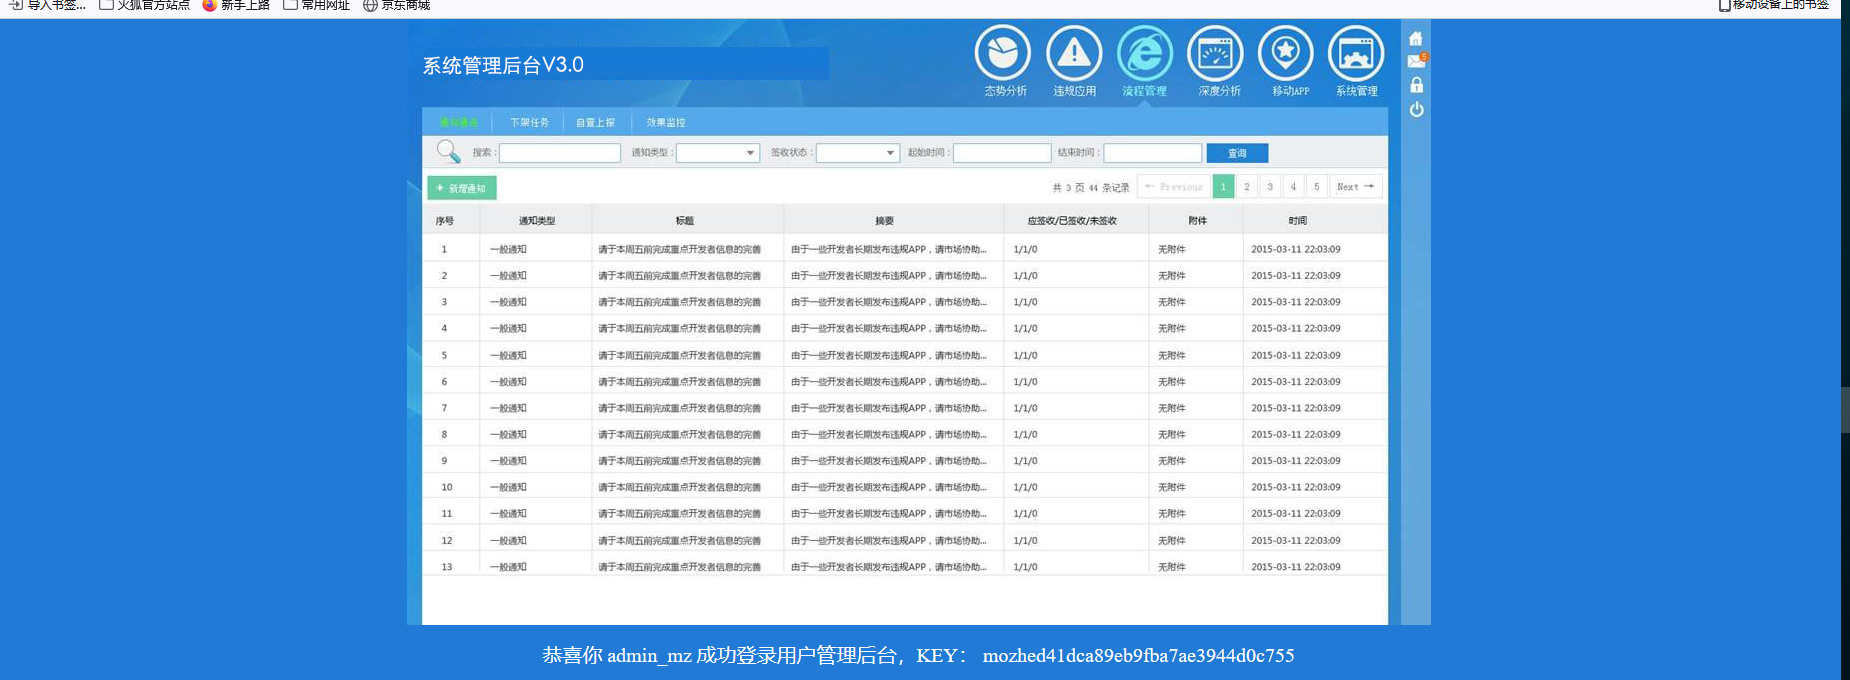 导入书签... 火狐官方站点 新手上路 常用网址 京东商城 移动设备上的书签
系统管理后台V3.0
态势分析 违规应用 流程管理 深度分析 移动APP 系统管理
5
通知通告 下架任务 自查上报 效果监控
搜索： 通知类型： 签收状态： 起始时间： 结束时间： 查询
+ 新增通知 共 3 页 44 条记录 ← Previous 1 2 3 4 5 Next →
序号 通知类型 标题 摘要 应签收/已签收/未签收 附件 时间
1 一般通知 请于本周五前完成重点开发者信息的完善 由于一些开发者长期发布违规APP，请市场协助... 1/1/0 无附件 2015-03-11 22:03:09
2 一般通知 请于本周五前完成重点开发者信息的完善 由于一些开发者长期发布违规APP，请市场协助... 1/1/0 无附件 2015-03-11 22:03:09
3 一般通知 请于本周五前完成重点开发者信息的完善 由于一些开发者长期发布违规APP，请市场协助... 1/1/0 无附件 2015-03-11 22:03:09
4 一般通知 请于本周五前完成重点开发者信息的完善 由于一些开发者长期发布违规APP，请市场协助... 1/1/0 无附件 2015-03-11 22:03:09
5 一般通知 请于本周五前完成重点开发者信息的完善 由于一些开发者长期发布违规APP，请市场协助... 1/1/0 无附件 2015-03-11 22:03:09
6 一般通知 请于本周五前完成重点开发者信息的完善 由于一些开发者长期发布违规APP，请市场协助... 1/1/0 无附件 2015-03-11 22:03:09
7 一般通知 请于本周五前完成重点开发者信息的完善 由于一些开发者长期发布违规APP，请市场协助... 1/1/0 无附件 2015-03-11 22:03:09
8 一般通知 请于本周五前完成重点开发者信息的完善 由于一些开发者长期发布违规APP，请市场协助... 1/1/0 无附件 2015-03-11 22:03:09
9 一般通知 请于本周五前完成重点开发者信息的完善 由于一些开发者长期发布违规APP，请市场协助... 1/1/0 无附件 2015-03-11 22:03:09
10 一般通知 请于本周五前完成重点开发者信息的完善 由于一些开发者长期发布违规APP，请市场协助... 1/1/0 无附件 2015-03-11 22:03:09
11 一般通知 请于本周五前完成重点开发者信息的完善 由于一些开发者长期发布违规APP，请市场协助... 1/1/0 无附件 2015-03-11 22:03:09
12 一般通知 请于本周五前完成重点开发者信息的完善 由于一些开发者长期发布违规APP，请市场协助... 1/1/0 无附件 2015-03-11 22:03:09
13 一般通知 请于本周五前完成重点开发者信息的完善 由于一些开发者长期发布违规APP，请市场协助... 1/1/0 无附件 2015-03-11 22:03:09
恭喜你 admin_mz 成功登录用户管理后台，KEY： mozhed41dca89eb9fba7ae3944d0c755